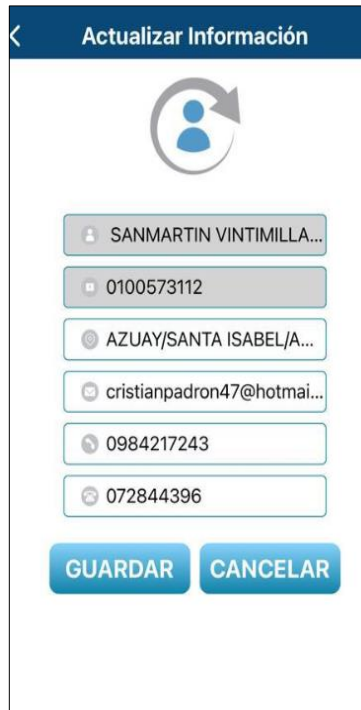 Actualizar Información
SANMARTIN VINTIMILLA...
0100573112
AZUAY/SANTA ISABEL/A...
cristianpadron47@hotmai...
0984217243
072844396
GUARDAR CANCELAR